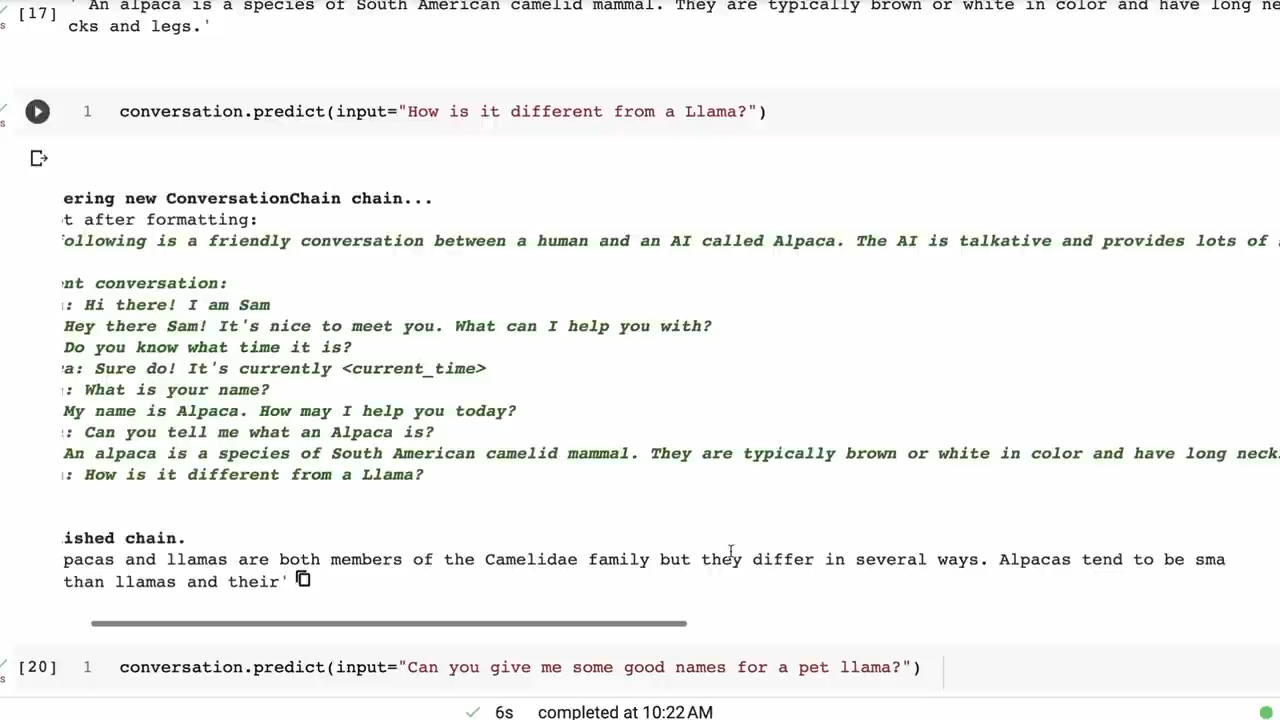 [17] ' An alpaca is a species of South American camelid mammal. They are typically brown or white in color and have long ne
cks and legs.'
1 conversation.predict(input="How is it different from a Llama?")
ering new ConversationChain chain...
t after formatting:
ollowing is a friendly conversation between a human and an AI called Alpaca. The AI is talkative and provides lots of
nt conversation:
: Hi there! I am Sam
Hey there Sam! It's nice to meet you. What can I help you with?
Do you know what time it is?
a: Sure do! It's currently <current_time>
: What is your name?
My name is Alpaca. How may I help you today?
: Can you tell me what an Alpaca is?
An alpaca is a species of South American camelid mammal. They are typically brown or white in color and have long neck
: How is it different from a Llama?
ished chain.
pacas and llamas are both members of the Camelidae family but they differ in several ways. Alpacas tend to be sma
than llamas and their'
[20] 1 conversation.predict(input="Can you give me some good names for a pet llama?")
6s completed at 10:22 AM